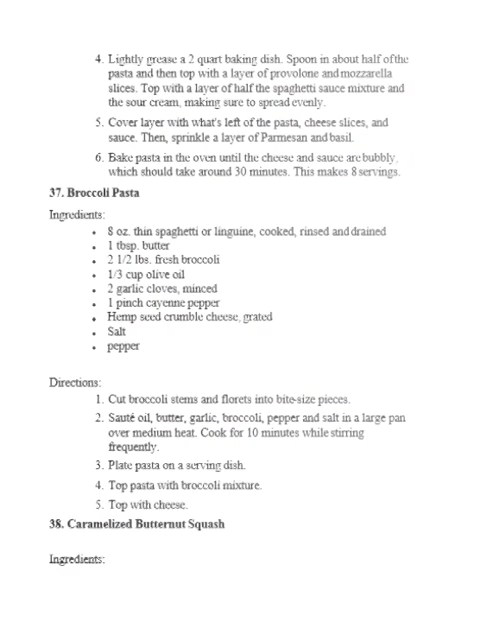 4. Lightly grease a 2 quart baking dish. Spoon in about half of the
pasta and then top with a layer of provolone and mozzarella
slices. Top with a layer of half the spaghetti sauce mixture and
the sour cream, making sure to spread evenly.
5. Cover layer with what's left of the pasta, cheese slices, and
sauce. Then, sprinkle a layer of Parmesan and basil.
6. Bake pasta in the oven until the cheese and sauce are bubbly,
which should take around 30 minutes. This makes 8 servings.
37. Broccoli Pasta
Ingredients:
• 8 oz. thin spaghetti or linguine, cooked, rinsed and drained
• 1 tbsp. butter
• 2 1/2 lbs. fresh broccoli
• 1/3 cup olive oil
• 2 garlic cloves, minced
• 1 pinch cayenne pepper
• Hemp seed crumble cheese, grated
• Salt
• pepper
Directions:
1. Cut broccoli stems and florets into bite-size pieces.
2. Sauté oil, butter, garlic, broccoli, pepper and salt in a large pan
over medium heat. Cook for 10 minutes while stirring
frequently.
3. Plate pasta on a serving dish.
4. Top pasta with broccoli mixture.
5. Top with cheese.
38. Caramelized Butternut Squash
Ingredients: